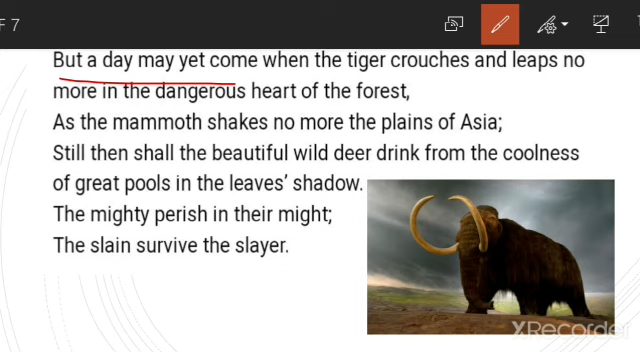 F 7
But a day may yet come when the tiger crouches and leaps no
more in the dangerous heart of the forest,
As the mammoth shakes no more the plains of Asia;
Still then shall the beautiful wild deer drink from the coolness
of great pools in the leaves' shadow.
The mighty perish in their might;
The slain survive the slayer.
XRecorder